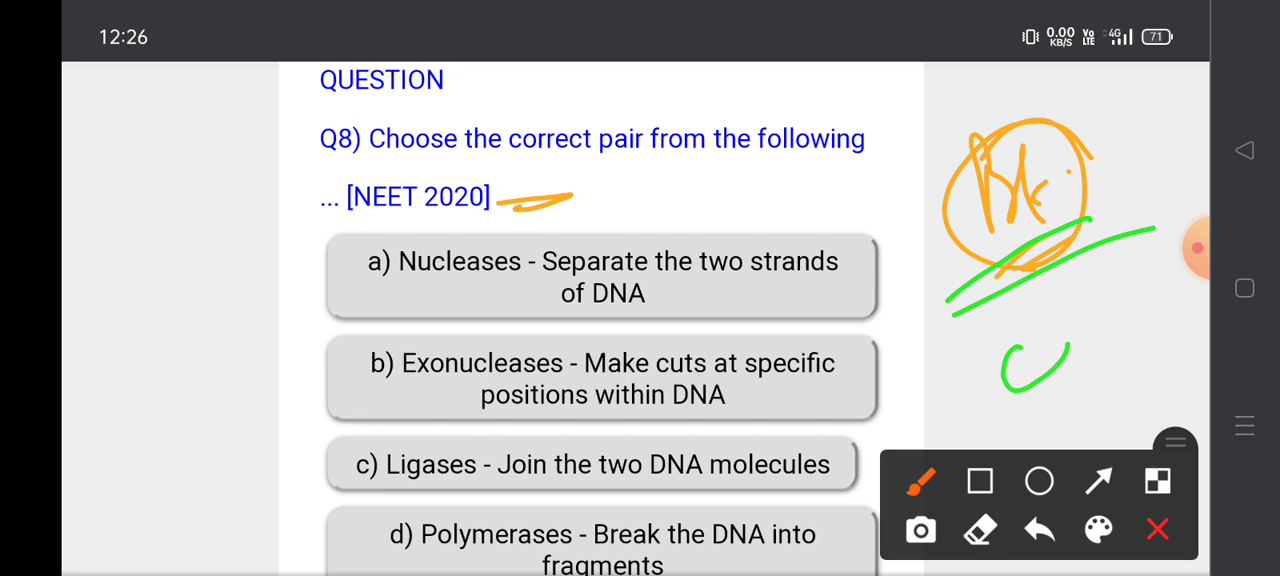 12:26
0.00 KB/S Vo LTE 4G 71
QUESTION
Q8) Choose the correct pair from the following
... [NEET 2020]
a) Nucleases - Separate the two strands
of DNA
b) Exonucleases - Make cuts at specific
positions within DNA
c) Ligases - Join the two DNA molecules
d) Polymerases - Break the DNA into
fragments